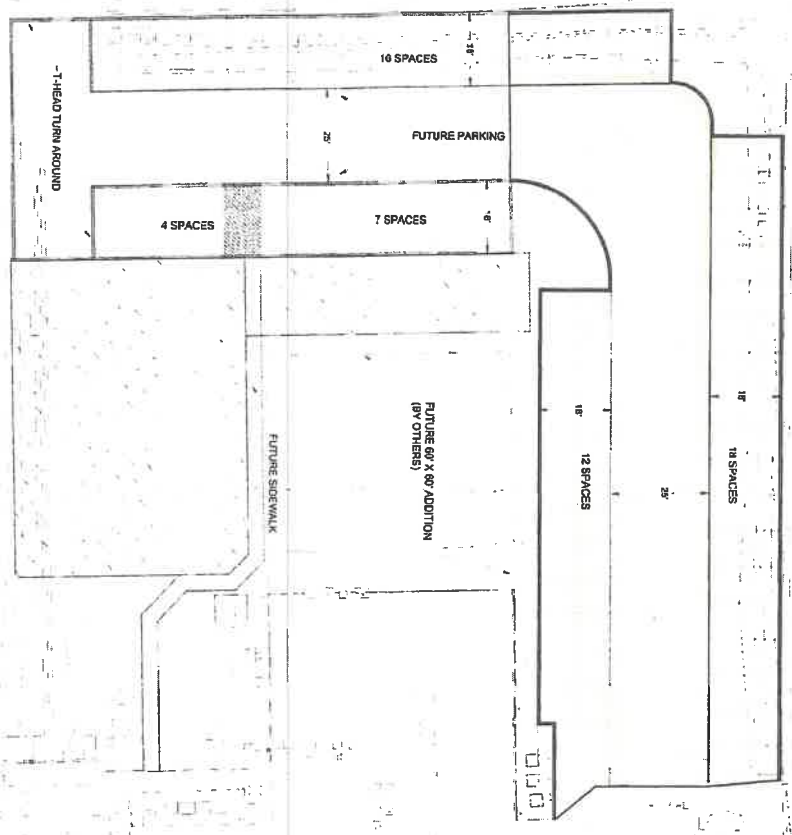 18'
16 SPACES
T-HEAD TURN AROUND
25'
FUTURE PARKING
4 SPACES
7 SPACES
18'
FUTURE 60' X 60' ADDITION
(BY OTHERS)
FUTURE SIDEWALK
18'
12 SPACES
25'
18'
18 SPACES